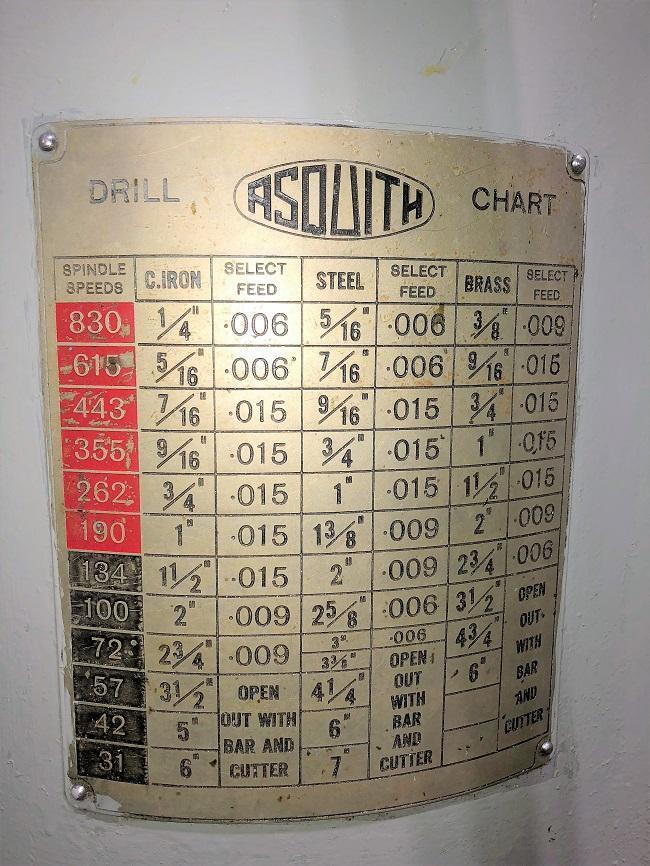 DRILL ASQUITH CHART
SPINDLE SPEEDS C.IRON SELECT FEED STEEL SELECT FEED BRASS SELECT FEED
830 1/4" .006 5/16" .006 3/8" .009
615 5/16" .006 7/16" .006 9/16" .015
443 7/16" .015 9/16" .015 3/4" .015
355 9/16" .015 3/4" .015 1" .015
262 3/4" .015 1" .015 1 1/2" .015
190 1" .015 1 3/8" .009 2" .009
134 1 1/2" .015 2" .009 2 3/4" .006
100 2" .009 2 5/8" .006 3 1/2" OPEN
72 2 3/4" .009 3" .006 4 3/4" OUT
57 3 1/2" OPEN 4 1/4" OPEN OUT 6" WITH BAR
42 5" OUT WITH 6" WITH BAR AND
31 6" BAR AND CUTTER 7" AND CUTTER CUTTER